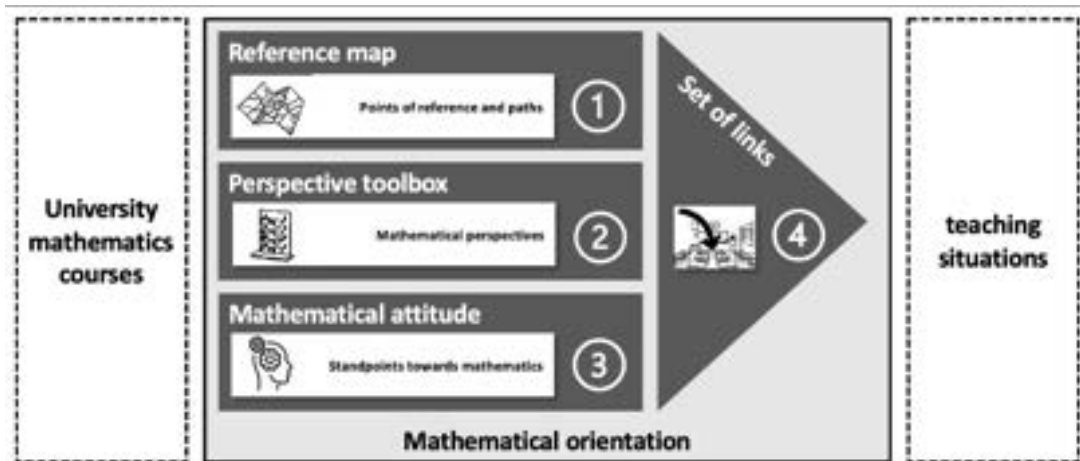 University
mathematics
courses
Reference map
Points of reference and paths
1
Perspective toolbox
Mathematical perspectives
2
Mathematical attitude
Standpoints towards mathematics
3
Set of links
4
Mathematical orientation
teaching
situations